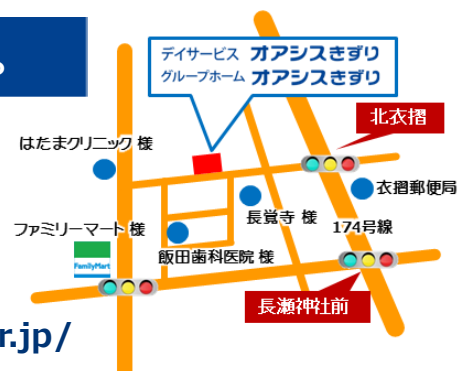 。
デイサービス オアシスきずり
グループホーム オアシスきずり
北衣摺
はたまクリニック 様
衣摺郵便局
長覚寺 様
ファミリーマート 様
174号線
飯田歯科医院 様
FamilyMart
長瀬神社前
r.jp/